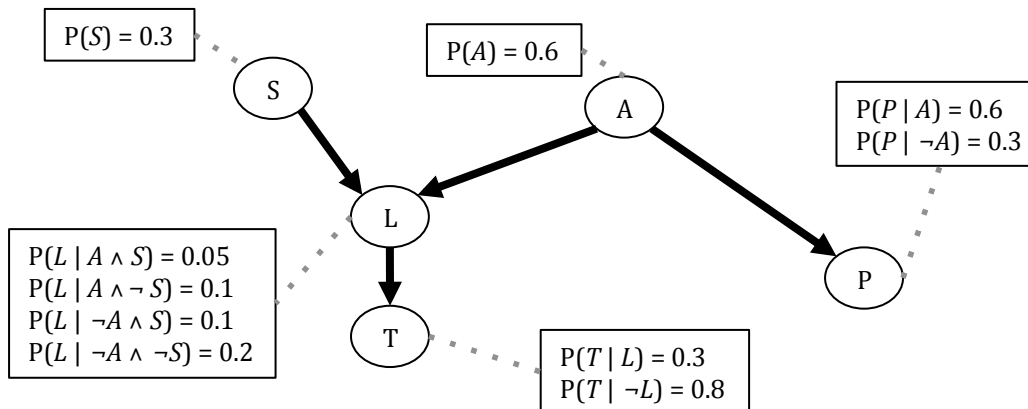 P(S) = 0.3
P(A) = 0.6
S
A
P(P | A) = 0.6
P(P | ¬A) = 0.3
L
P(L | A ∧ S) = 0.05
P(L | A ∧ ¬ S) = 0.1
P(L | ¬A ∧ S) = 0.1
P(L | ¬A ∧ ¬S) = 0.2
P
T
P(T | L) = 0.3
P(T | ¬L) = 0.8